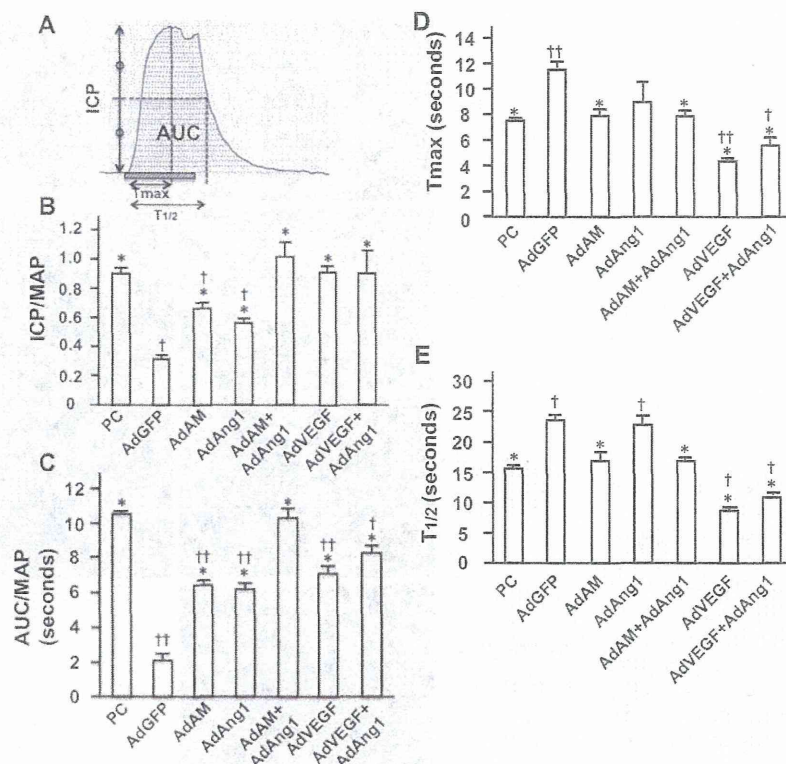 A
ICP
AUC
Tmax
T1/2
B
ICP/MAP
1.2
1.0
0.8
0.6
0.4
0.2
0
*
†
†
*
†
*
*
*
*
PC
AdGFP
AdAM
AdAng1
AdAM+
AdAng1
AdVEGF
AdVEGF+
AdAng1
C
AUC/MAP
(seconds)
12
10
8
6
4
2
0
*
††
††
*
††
*
*
††
*
†
*
PC
AdGFP
AdAM
AdAng1
AdAM+
AdAng1
AdVEGF
AdVEGF+
AdAng1
D
Tmax (seconds)
14
12
10
8
6
4
2
0
*
††
*
*
††
*
†
*
PC
AdGFP
AdAM
AdAng1
AdAM+AdAng1
AdVEGF
AdVEGF+AdAng1
E
T1/2 (seconds)
30
25
20
15
10
5
0
*
†
*
†
*
†
*
†
*
PC
AdGFP
AdAM
AdAng1
AdAM+AdAng1
AdVEGF
AdVEGF+AdAng1